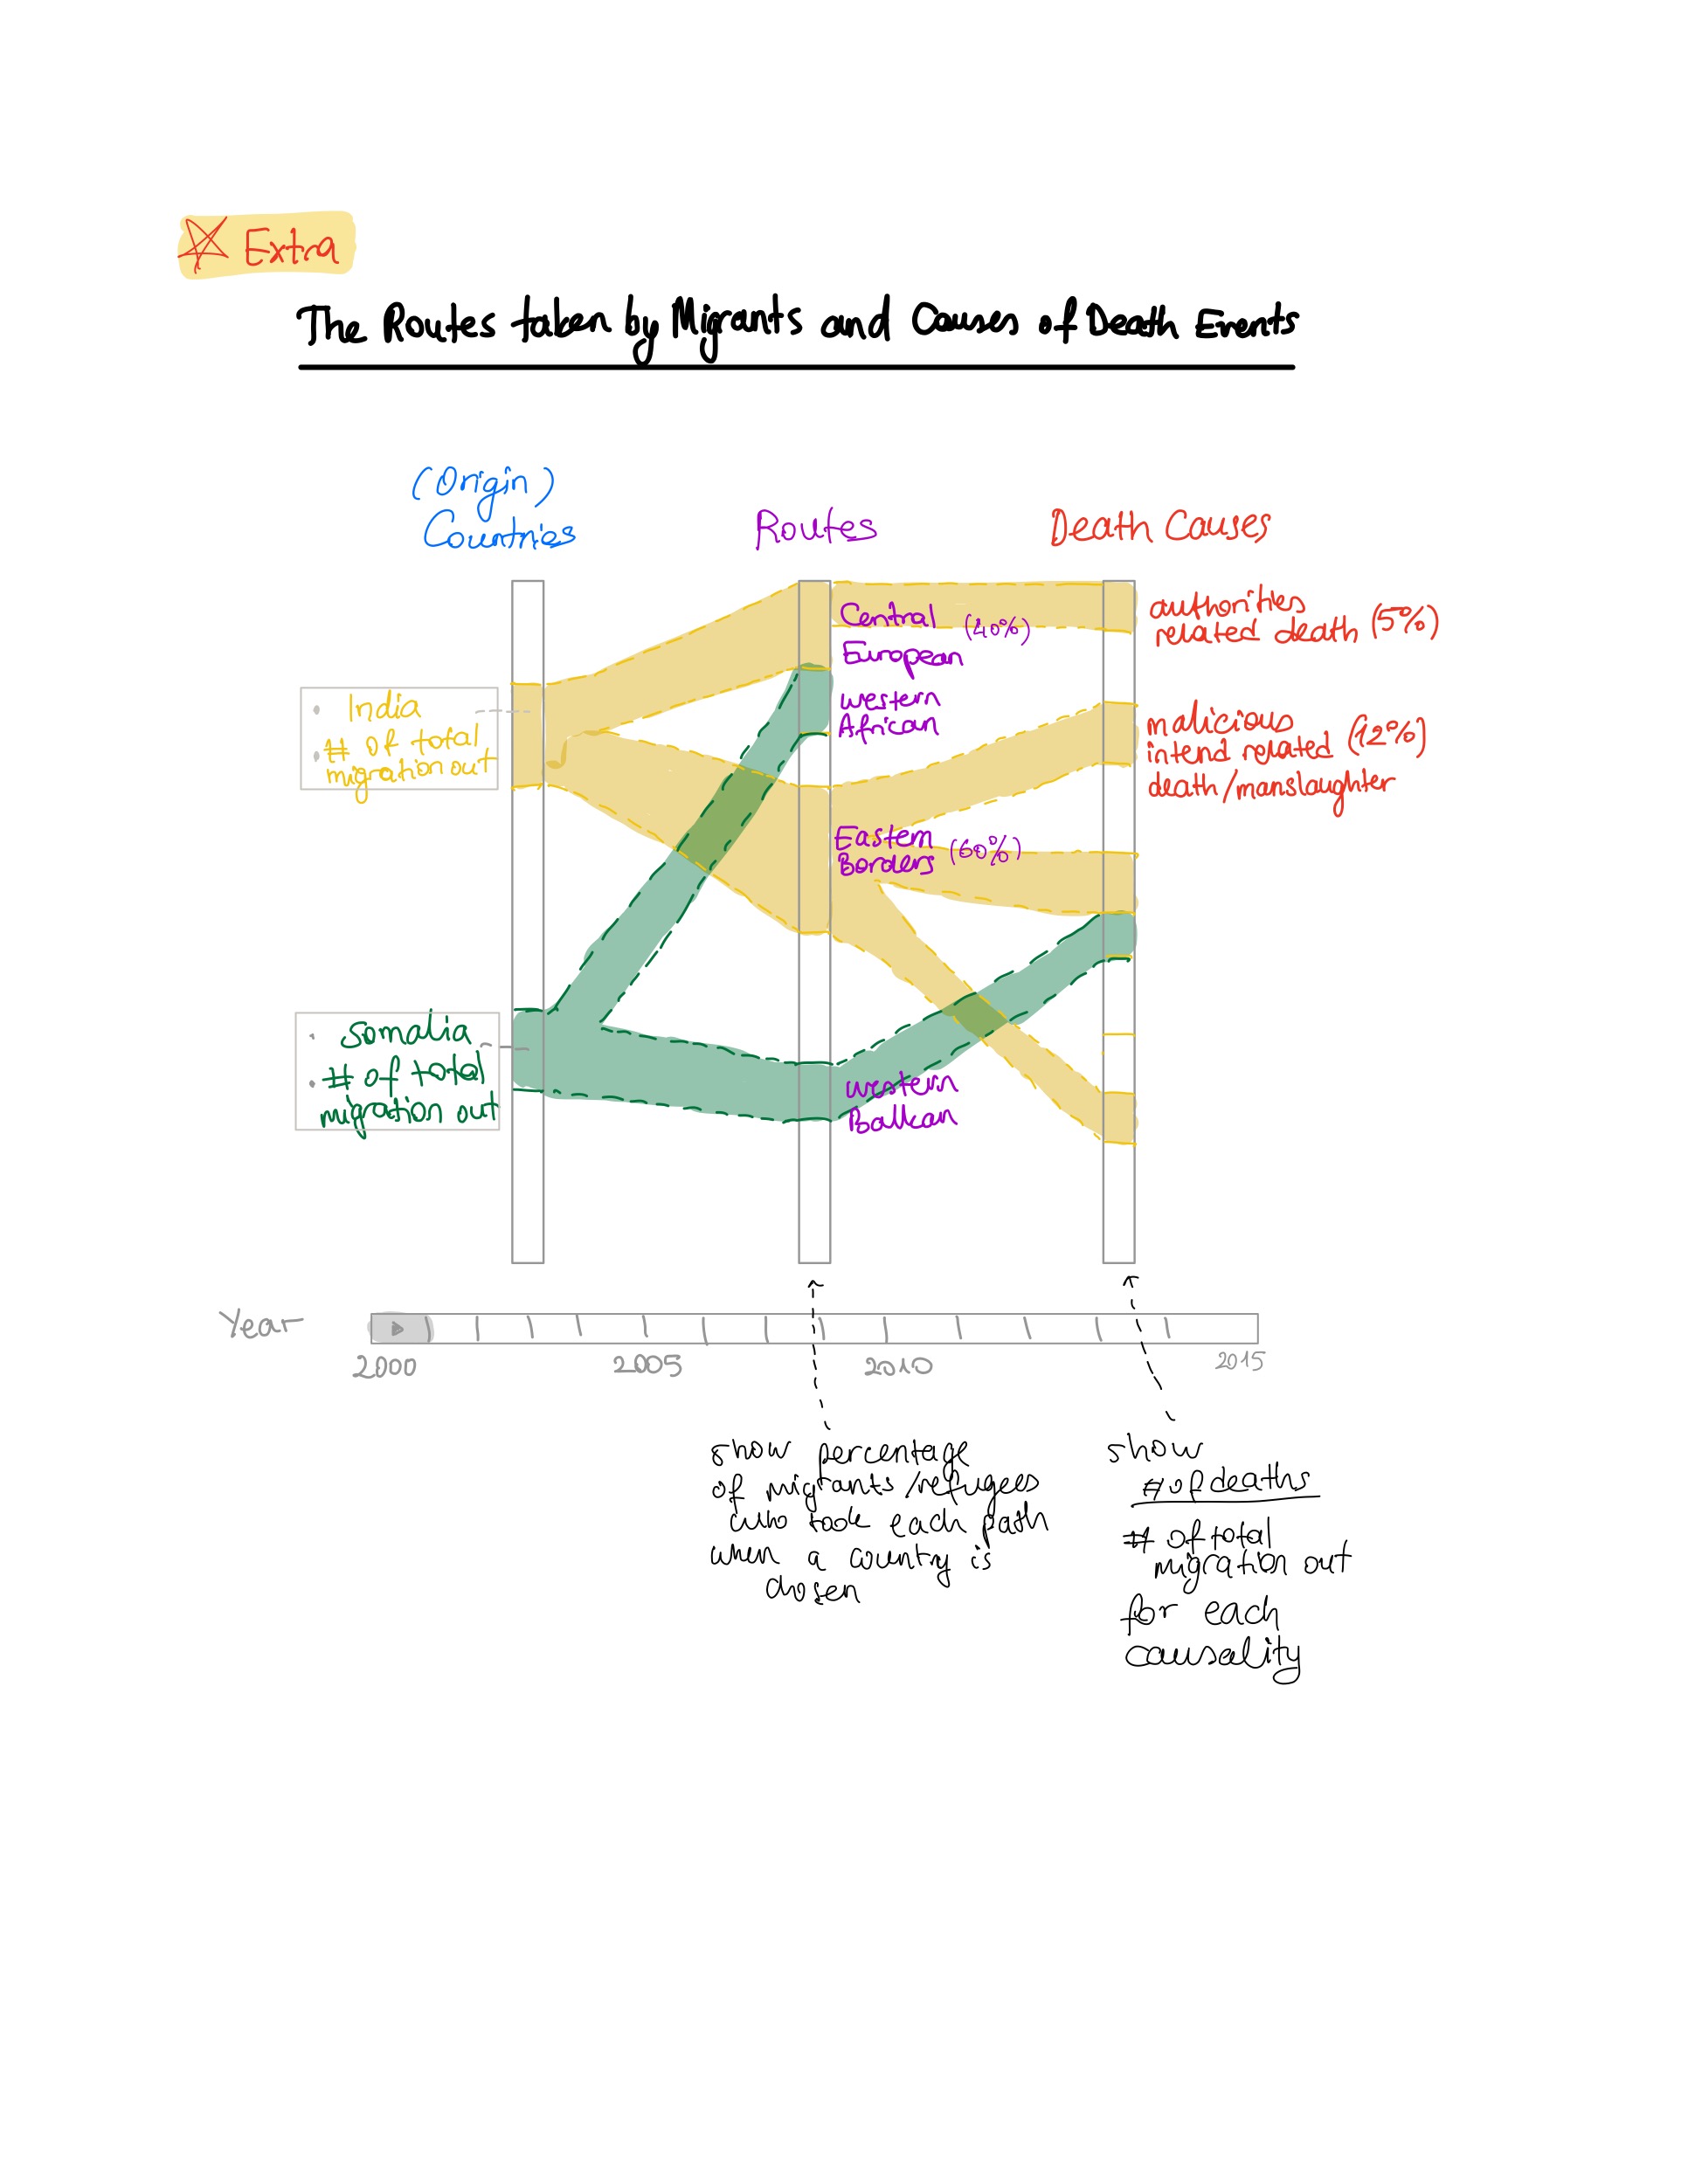 Extra
The Routes taken by Migrants and Causes of Death Events
(Origin)
Countries
Routes
Death Causes
India
# of total
migration out
Somalia
# of total
migration out
Central (40%)
European
western
African
Eastern (60%)
Borders
western
Balkan
authorities
related death (5%)
malicious
intend related (12%)
death/manslaughter
Year
2000
2005
2010
2015
show percentage
of migrants/refugees
who took each path
when a country is
chosen
show
# of deaths
# of total
migration out
for each
causality